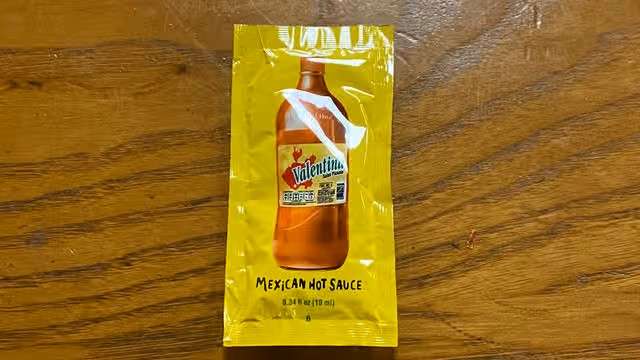 Valentina
MEXICAN HOT SAUCE
0.34 fl oz (10 ml)